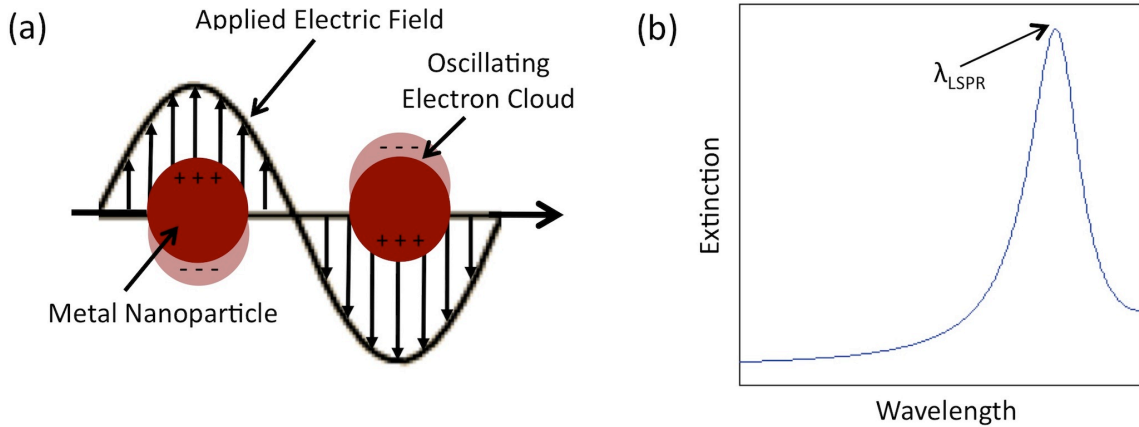 (a)
Applied Electric Field
Oscillating
Electron Cloud
- - -
+ + +
+ + +
- - -
Metal Nanoparticle
(b)
λLSPR
Extinction
Wavelength